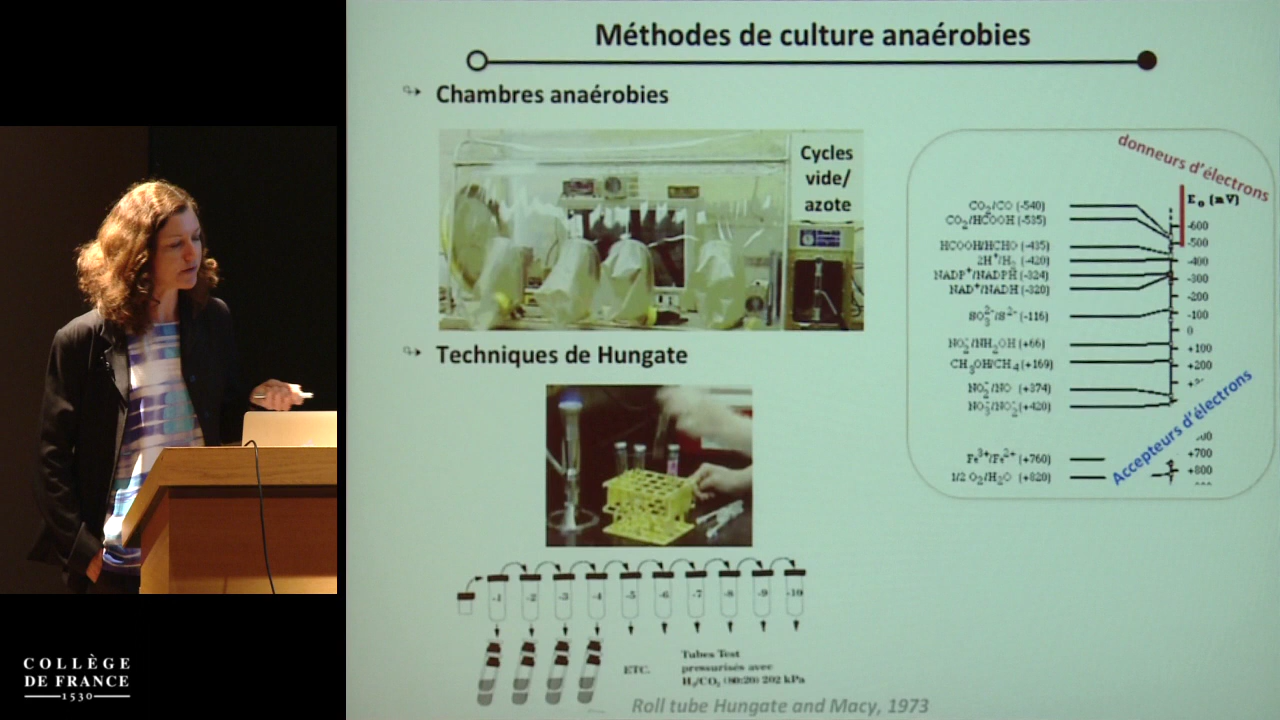 Méthodes de culture anaérobies
Chambres anaérobies
Cycles
vide/
azote
donneurs d'électrons
E₀ (mV)
CO₂/CO (-540)
CO₂/HCOOH (-535)
HCOOH/HCHO (-435)
2H⁺/H₂ (-420)
NADP⁺/NADPH (-324)
NAD⁺/NADH (-320)
SO₃²⁻/S²⁻ (-116)
NO₂⁻/NH₂OH (+66)
CH₃OH/CH₄ (+169)
NO₂⁻/NO (+374)
NO₃⁻/NO₂⁻ (+420)
Fe³⁺/Fe²⁺ (+760)
1/2 O₂/H₂O (+820)
-600
-500
-400
-300
-200
-100
0
+100
+200
+700
+800
Accepteurs d'électrons
Techniques de Hungate
-1 -2 -3 -4 -5 -6 -7 -8 -9 -10
ETC.
Tubes Test
pressurisés avec
H₂/CO₂ (80:20) 202 kPa
Roll tube Hungate and Macy, 1973
COLLÈGE
DE FRANCE
1530